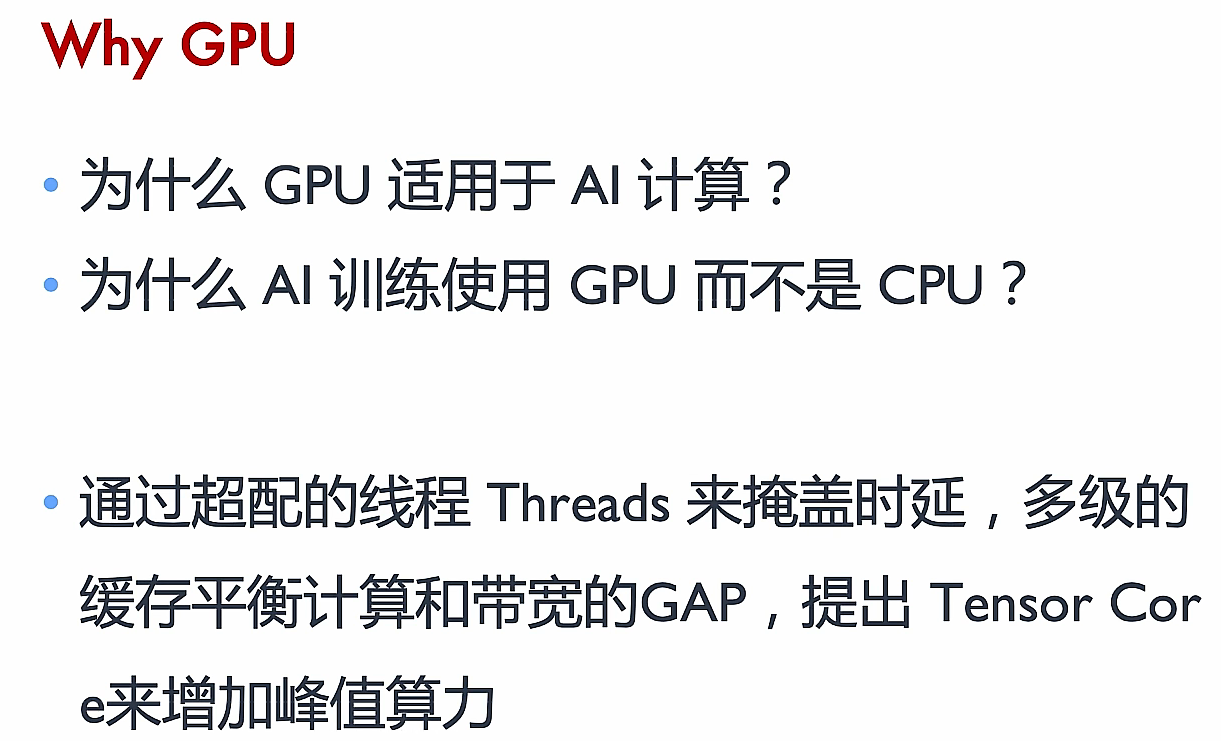 Why GPU
为什么 GPU 适用于 AI 计算？
为什么 AI 训练使用 GPU 而不是 CPU？
通过超配的线程 Threads 来掩盖时延，多级的
缓存平衡计算和带宽的GAP，提出 Tensor Cor
e来增加峰值算力